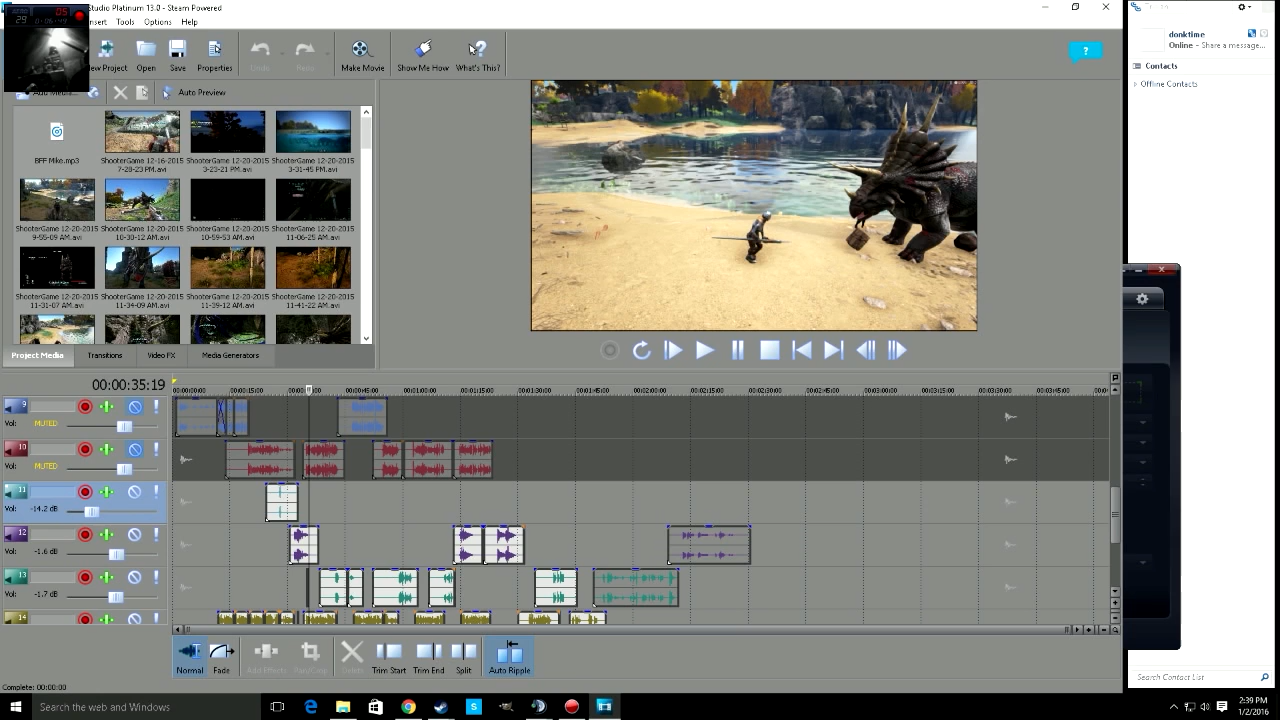 Studio Platinum 13.0 - Steam Powered
Insert Tools Options Help
New Project Open Save Properties Undo Make Movie Show Me How What's This?
?
Auto Preview
BFF Mike.mp3
ShooterGame 12-16-2015 7-28-23 PM.avi
ShooterGame 12-20-2015 3-23-21 PM.avi
ShooterGame 12-20-2015 3-31-45 PM.avi
ShooterGame 12-20-2015 9-55-09 AM.avi
ShooterGame 12-20-2015 10-30-12 AM.avi
ShooterGame 12-20-2015 10-59-53 AM.avi
ShooterGame 12-20-2015 11-06-25 AM.avi
ShooterGame 12-20-2015 11-31-07 AM.avi
ShooterGame 12-20-2015 11-34-09 AM.avi
ShooterGame 12-20-2015 11-39-12 AM.avi
ShooterGame 12-20-2015 11-41-22 AM.avi
Project Media Transitions Video FX Media Generators
00:00:35:19
00:00:00:00 00:00:15:00 00:00:45:00 00:01:00:00 00:01:15:00 00:01:30:00 00:01:45:00 00:02:00:00 00:02:15:00 00:02:30:00 00:02:45:00 00:03:00:00 00:03:15:00 00:03:30:00 00:03:45:00
9
Vol: MUTED
10
Vol: MUTED
11
Vol: -14.2 dB
12
Vol: -1.6 dB
13
Vol: -1.7 dB
14
Normal Fade Add Effects Pan/Crop Delete Trim Start Trim End Split Auto Ripple
Complete: 00:00:00
donktime
Online - Share a message...
Contacts
Offline Contacts
Search Contact List
Search the web and Windows
2:39 PM
1/2/2016